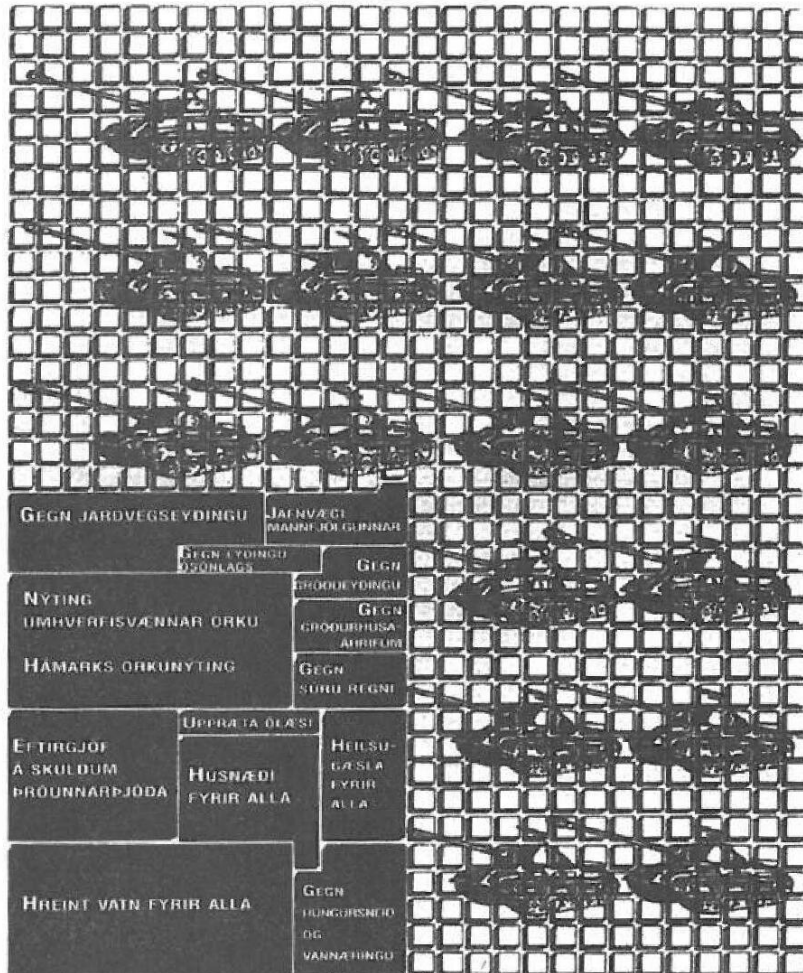 GEGN JARÐVEGSEYÐINGU
JAFNVÆGI
MANNFJÖLGUNNAR
GEGN EYÐINGU
ÓSONLAGS
GEGN
GRÓÐUREYÐINGU
NÝTING
UMHVERFISVÆNNAR ORKU
HÁMARKS ORKUNÝTING
GEGN
GRÓÐURHÚSA-
ÁHRIFUM
GEGN
SÚRU REGNI
UPPRÆTA ÓLÆSI
EFTIRGJÖF
Á SKULDUM
ÞRÓUNNARÞJÓÐA
HÚSNÆÐI
FYRIR ALLA
HEILSU-
GÆSLA
FYRIR
ALLA
HREINT VATN FYRIR ALLA
GEGN
HUNGURSNEIÐ
OG
VANNÆRINGU